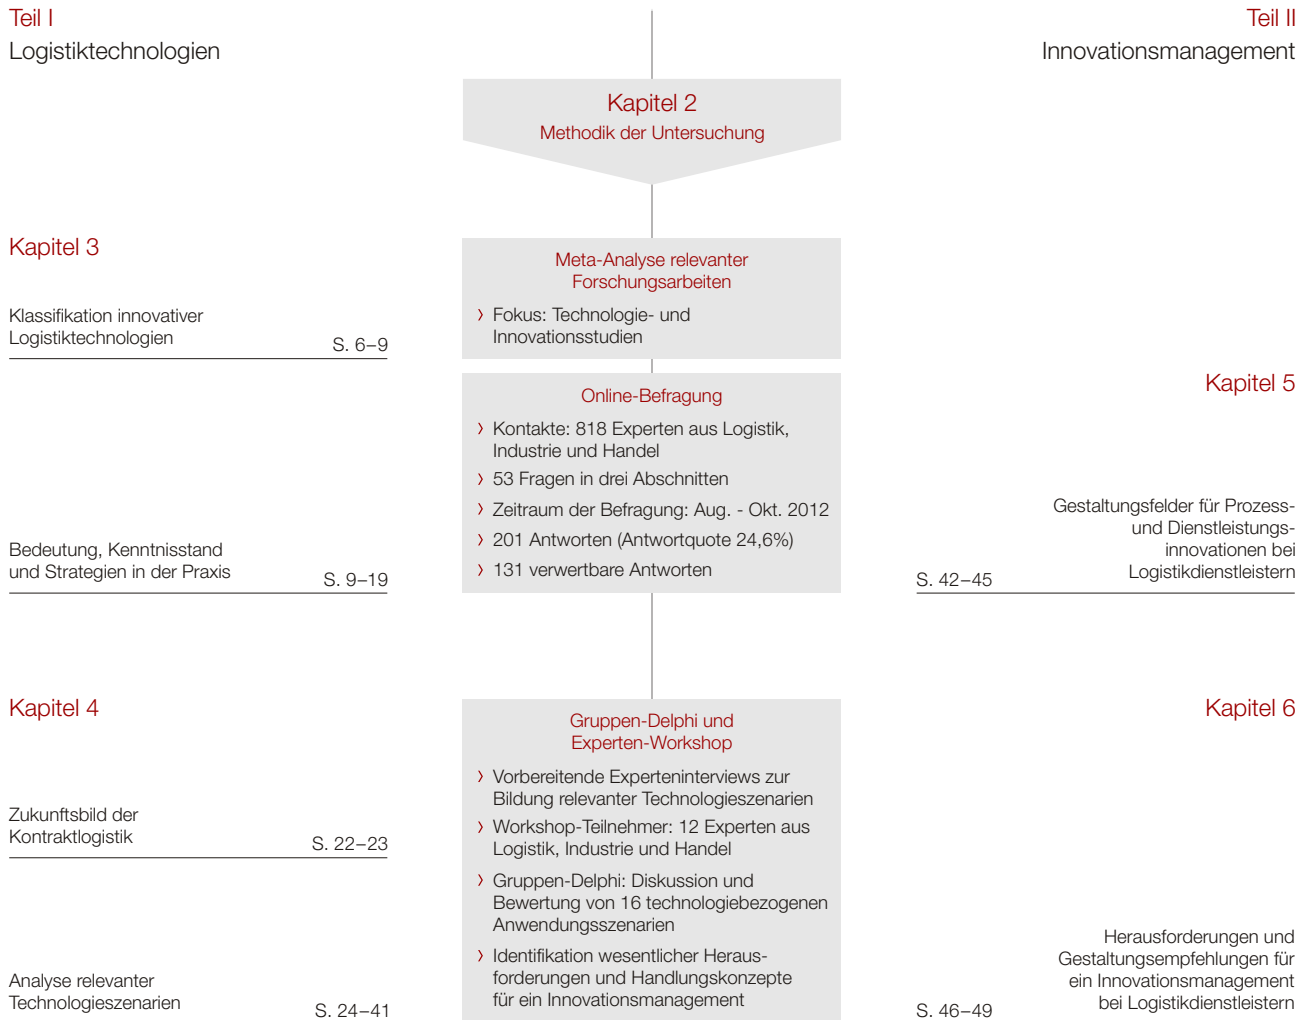 Teil I
Logistiktechnologien
Teil II
Innovationsmanagement
Kapitel 2
Methodik der Untersuchung
Kapitel 3
Klassifikation innovativer
Logistiktechnologien
S. 6–9
Bedeutung, Kenntnisstand
und Strategien in der Praxis
S. 9–19
Meta-Analyse relevanter
Forschungsarbeiten
› Fokus: Technologie- und
Innovationsstudien
Online-Befragung
› Kontakte: 818 Experten aus Logistik,
Industrie und Handel
› 53 Fragen in drei Abschnitten
› Zeitraum der Befragung: Aug. - Okt. 2012
› 201 Antworten (Antwortquote 24,6%)
› 131 verwertbare Antworten
Kapitel 5
Gestaltungsfelder für Prozess-
und Dienstleistungs-
innovationen bei
Logistikdienstleistern
S. 42–45
Kapitel 4
Zukunftsbild der
Kontraktlogistik
S. 22–23
Analyse relevanter
Technologieszenarien
S. 24–41
Gruppen-Delphi und
Experten-Workshop
› Vorbereitende Experteninterviews zur
Bildung relevanter Technologieszenarien
› Workshop-Teilnehmer: 12 Experten aus
Logistik, Industrie und Handel
› Gruppen-Delphi: Diskussion und
Bewertung von 16 technologiebezogenen
Anwendungsszenarien
› Identifikation wesentlicher Heraus-
forderungen und Handlungskonzepte
für ein Innovationsmanagement
Kapitel 6
Herausforderungen und
Gestaltungsempfehlungen für
ein Innovationsmanagement
bei Logistikdienstleistern
S. 46–49